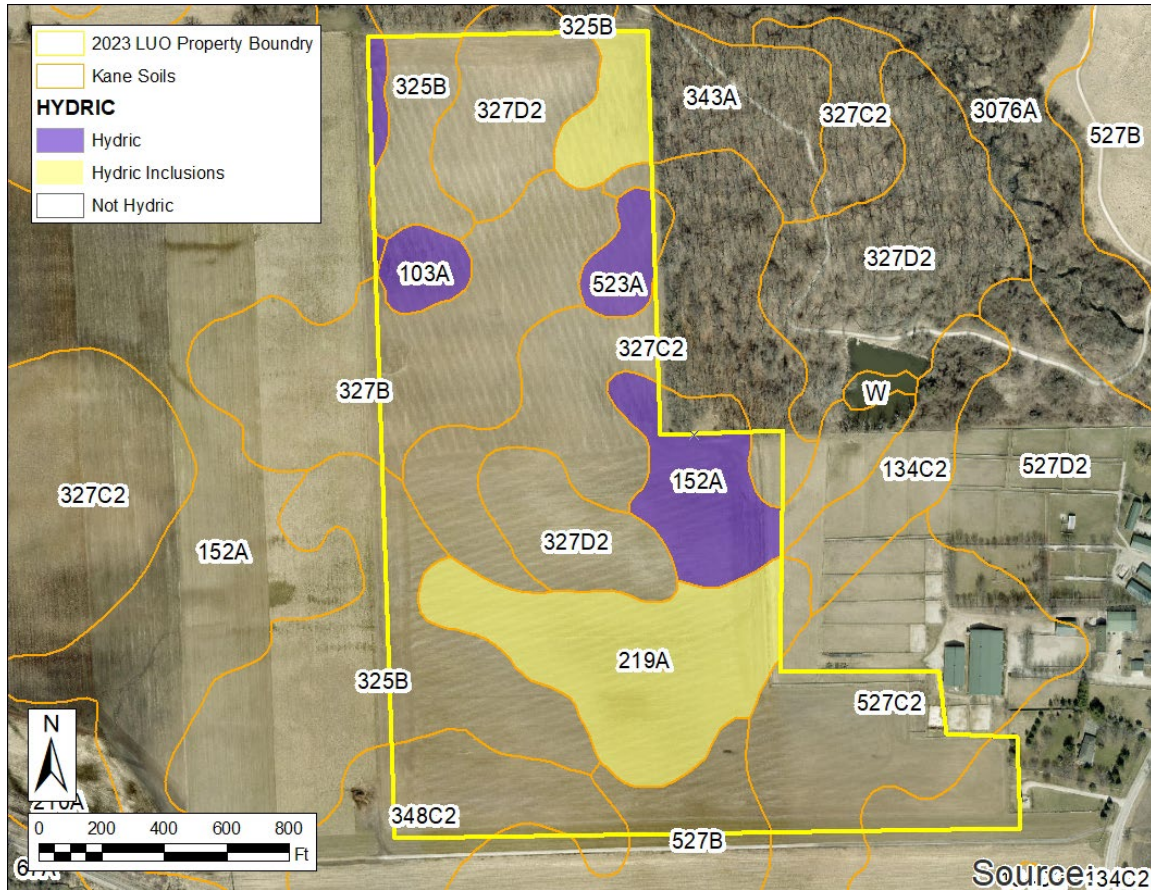 2023 LUO Property Boundry
Kane Soils
HYDRIC
Hydric
Hydric Inclusions
Not Hydric
325B
325B
327D2
343A
327C2
3076A
527B
103A
523A
327D2
327C2
327B
W
152A
134C2
527D2
327C2
152A
327D2
219A
325B
527C2
348C2
527B
N
0 200 400 600 800
Ft
Source:
134C2